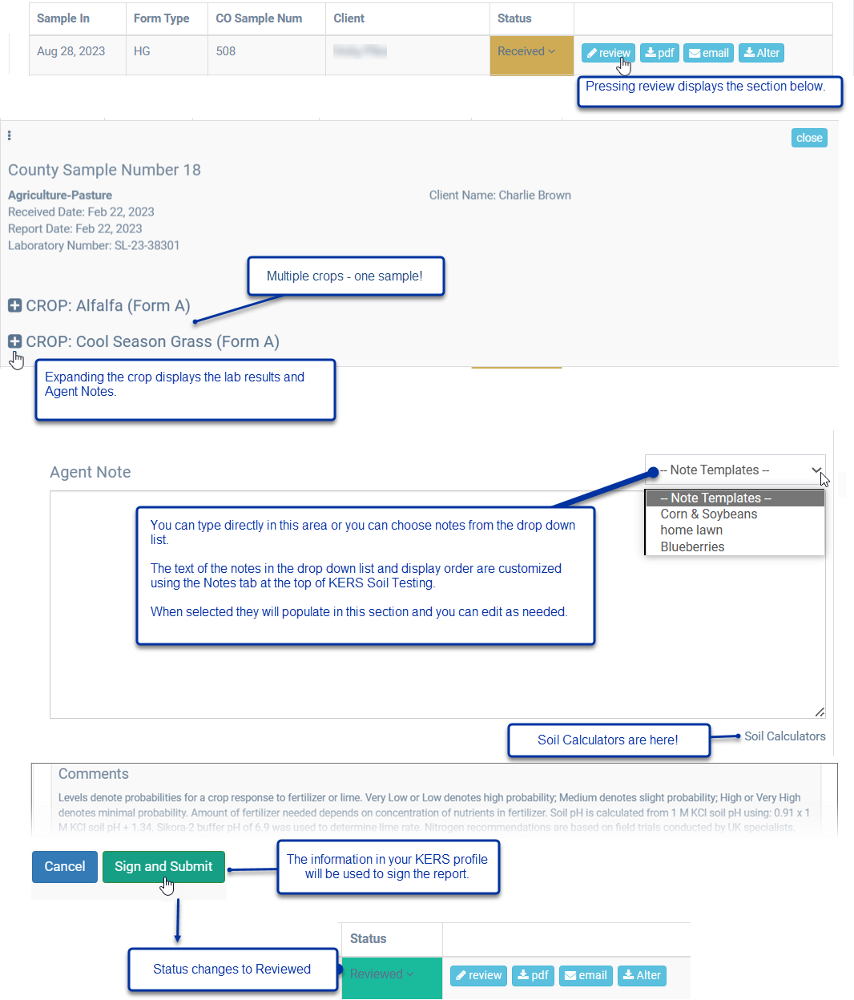 Sample In Form Type CO Sample Num Client Status
Aug 28, 2023 HG 508 Received review pdf email Alter
Pressing review displays the section below.
close
County Sample Number 18
Agriculture-Pasture Client Name: Charlie Brown
Received Date: Feb 22, 2023
Report Date: Feb 22, 2023
Laboratory Number: SL-23-38301
Multiple crops - one sample!
CROP: Alfalfa (Form A)
CROP: Cool Season Grass (Form A)
Expanding the crop displays the lab results and
Agent Notes.
Agent Note
-- Note Templates --
-- Note Templates --
Corn & Soybeans
home lawn
Blueberries
You can type directly in this area or you can choose notes from the drop down
list.
The text of the notes in the drop down list and display order are customized
using the Notes tab at the top of KERS Soil Testing.
When selected they will populate in this section and you can edit as needed.
Soil Calculators are here!
Soil Calculators
Comments
Levels denote probabilities for a crop response to fertilizer or lime. Very Low or Low denotes high probability; Medium denotes slight probability; High or Very High
denotes minimal probability. Amount of fertilizer needed depends on concentration of nutrients in fertilizer. Soil pH is calculated from 1 M KCl soil pH using: 0.91 x 1
M KCl soil pH + 1.34. Sikora-2 buffer pH of 6.9 was used to determine lime rate. Nitrogen recommendations are based on field trials conducted by UK specialists.
Cancel Sign and Submit
The information in your KERS profile
will be used to sign the report.
Status changes to Reviewed
Status
Reviewed review pdf email Alter